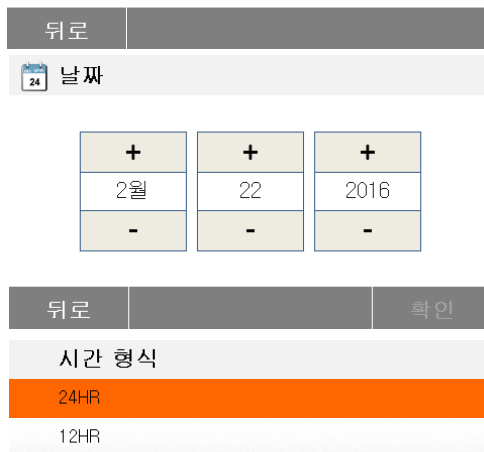 뒤로
24 날짜
+ + +
2월 22 2016
- - -
뒤로 확인
시간 형식
24HR
12HR